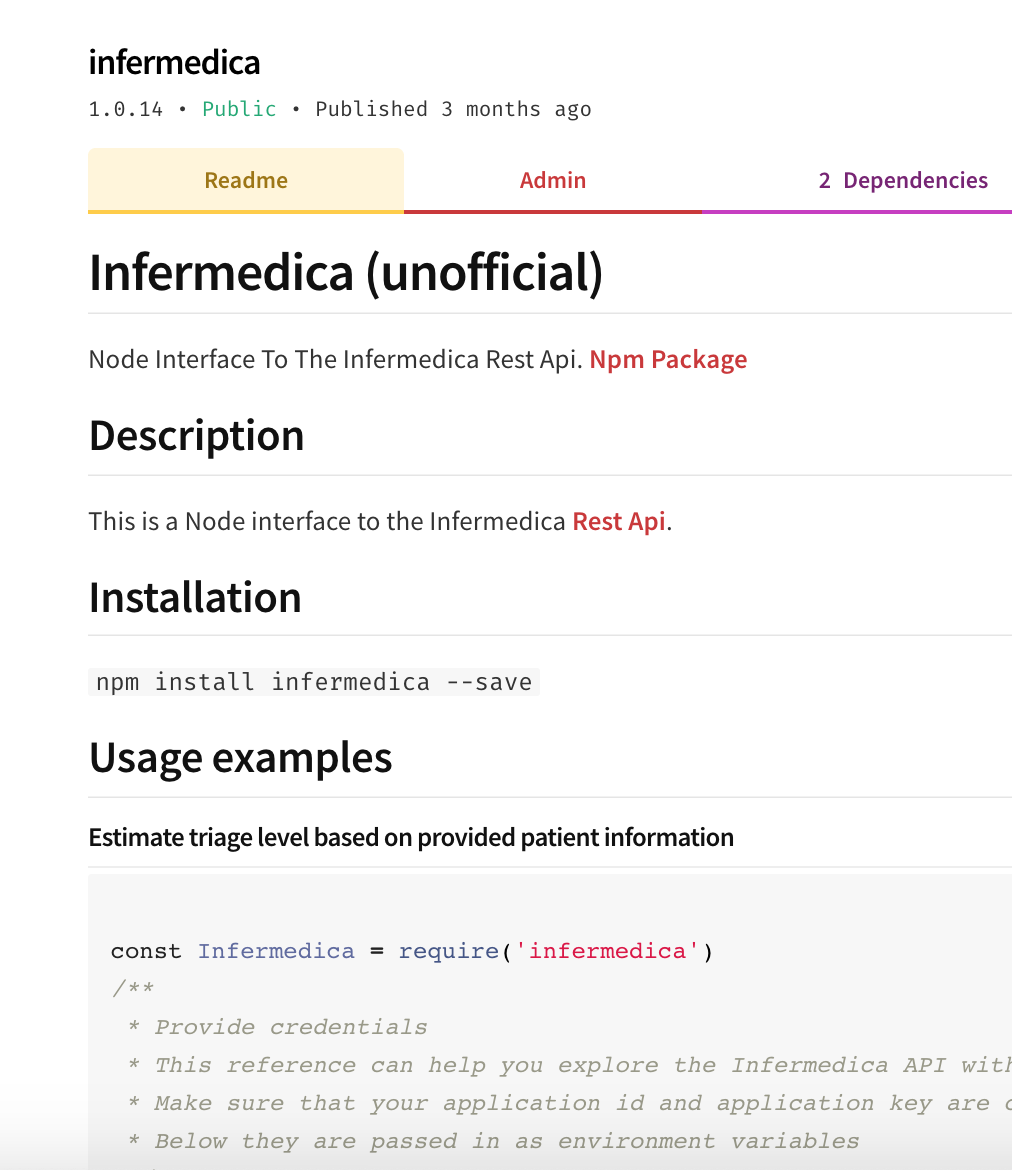 infermedica
1.0.14 • Public • Published 3 months ago
Readme
Admin
2 Dependencies
Infermedica (unofficial)
Node Interface To The Infermedica Rest Api. Npm Package
Description
This is a Node interface to the Infermedica Rest Api.
Installation
npm install infermedica --save
Usage examples
Estimate triage level based on provided patient information
const Infermedica = require('infermedica')
/**
* Provide credentials
* This reference can help you explore the Infermedica API with
* Make sure that your application id and application key are
* Below they are passed in as environment variables